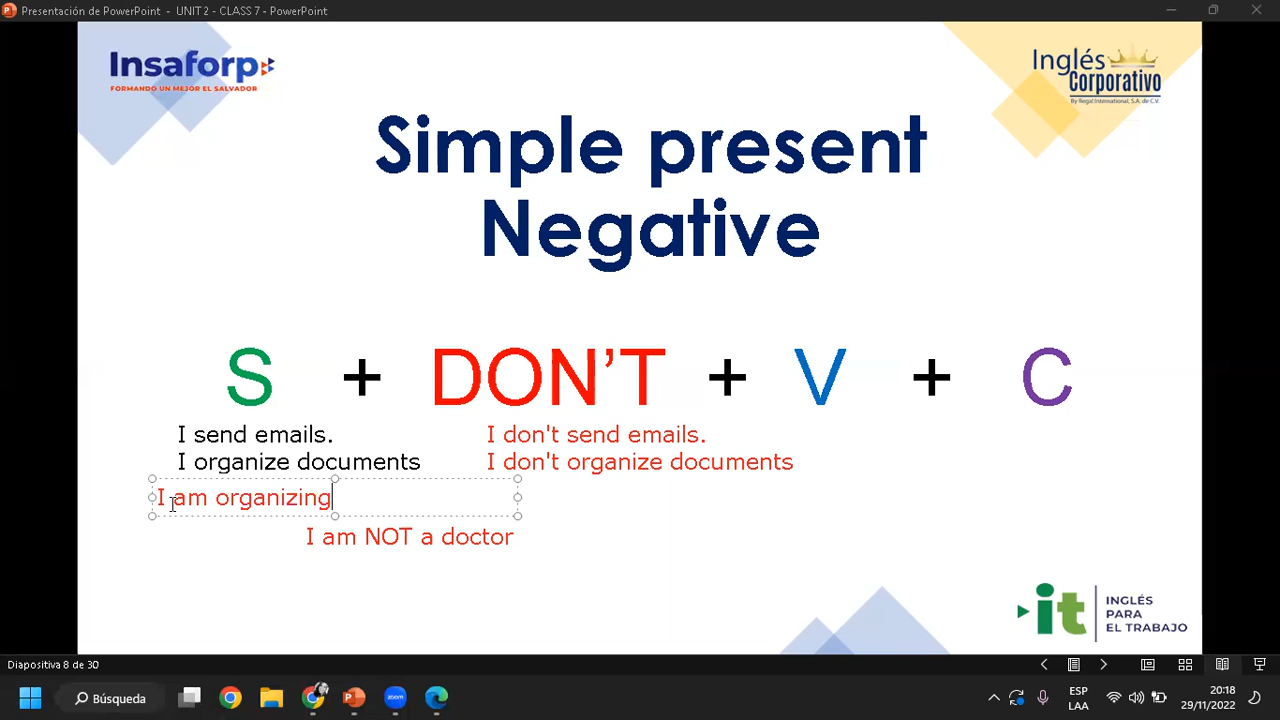 Presentación de PowerPoint - UNIT 2 - CLASS 7 - PowerPoint
Insaforp
FORMANDO UN MEJOR EL SALVADOR
Inglés
Corporativo
By Regal International, S.A. de C.V.
Simple present
Negative
S + DON'T + V + C
I send emails. I don't send emails.
I organize documents I don't organize documents
I am organizing
I am NOT a doctor
it INGLÉS
PARA
EL TRABAJO
Diapositiva 8 de 30
Búsqueda
zoom
ESP
LAA
20:18
29/11/2022